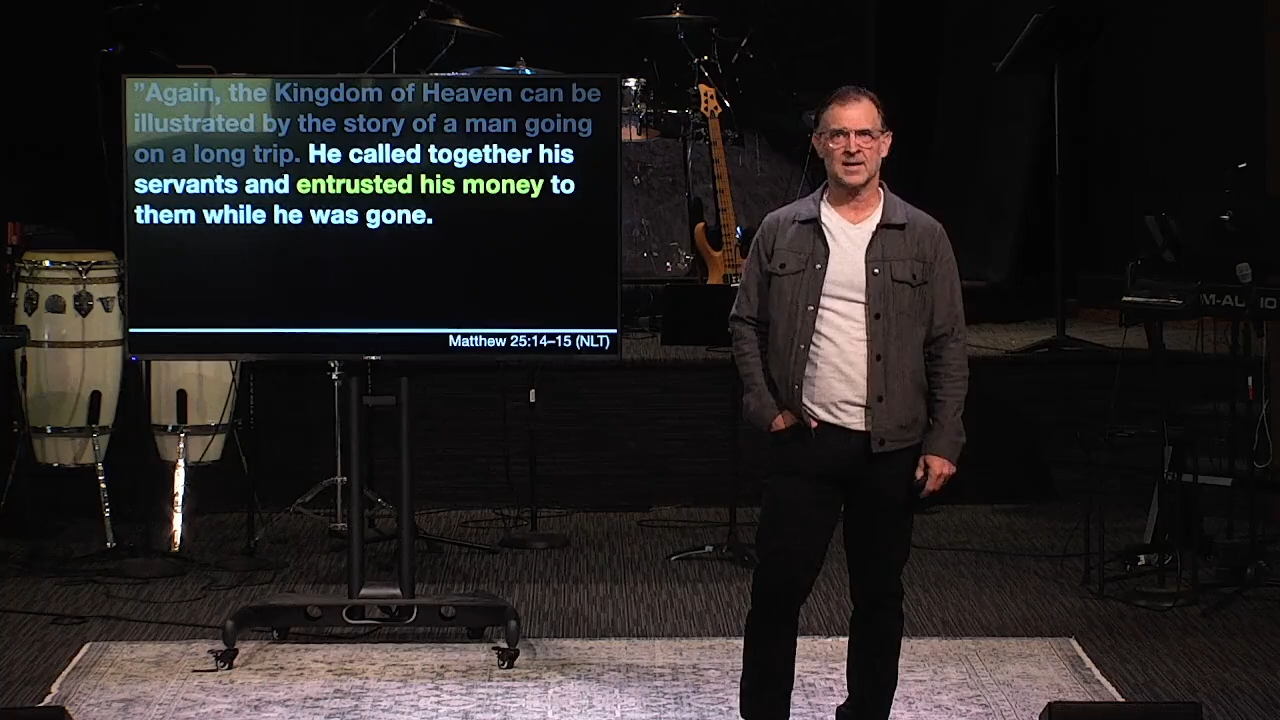 ”Again, the Kingdom of Heaven can be
illustrated by the story of a man going
on a long trip. He called together his
servants and entrusted his money to
them while he was gone.
Matthew 25:14–15 (NLT)
M-AUDIO